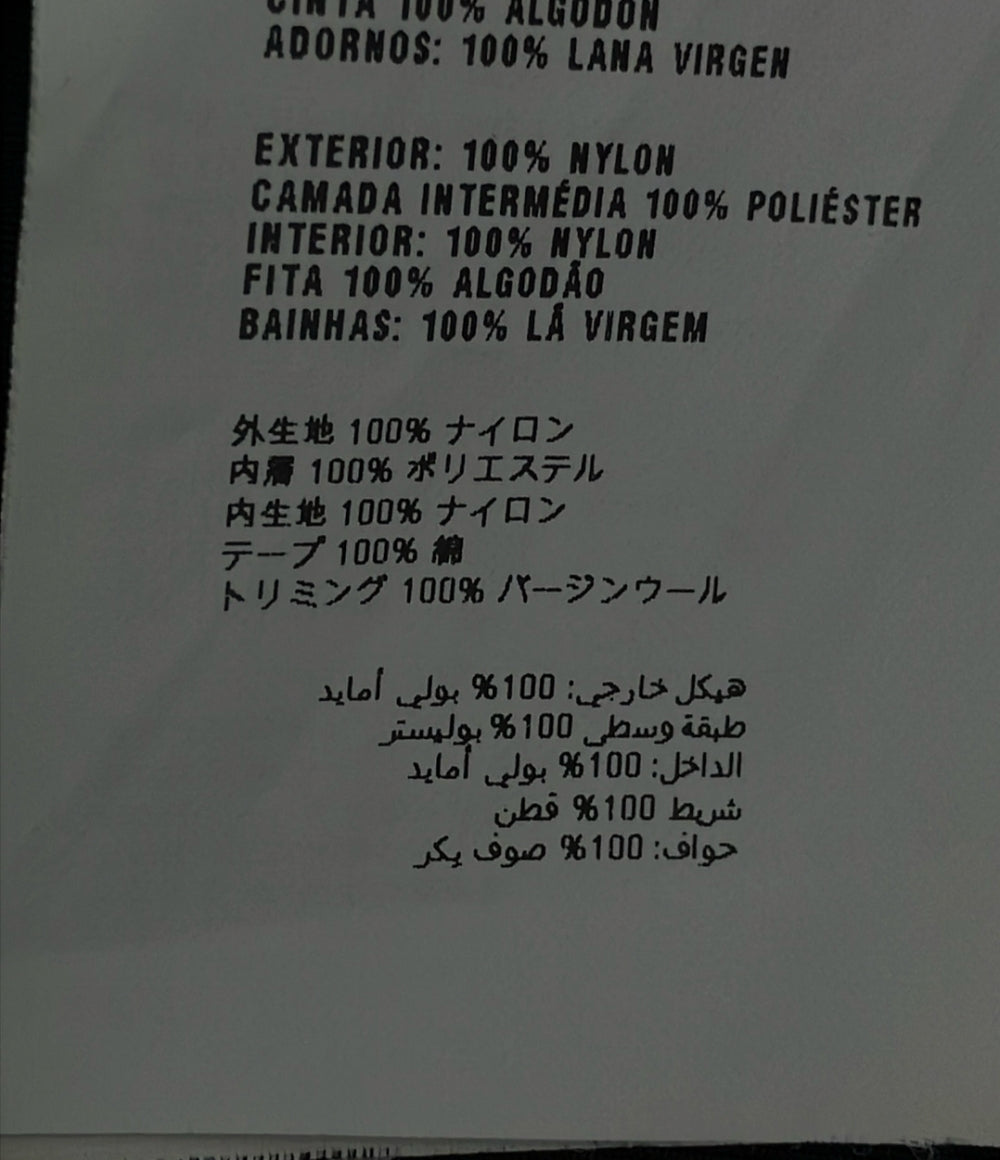 CINTA 100% ALGODÓN
ADORNOS: 100% LANA VIRGEN
EXTERIOR: 100% NYLON
CAMADA INTERMÉDIA 100% POLIÉSTER
INTERIOR: 100% NYLON
FITA 100% ALGODÃO
BAINHAS: 100% LÃ VIRGEM
外生地 100% ナイロン
内層 100% ポリエステル
内生地 100% ナイロン
テープ 100% 綿
トリミング 100% バージンウール
هيكل خارجي: 100% بولي أمايد
طبقة وسطى 100% بوليستر
الداخل: 100% بولي أمايد
شريط 100% قطن
حواف: 100% صوف بكر